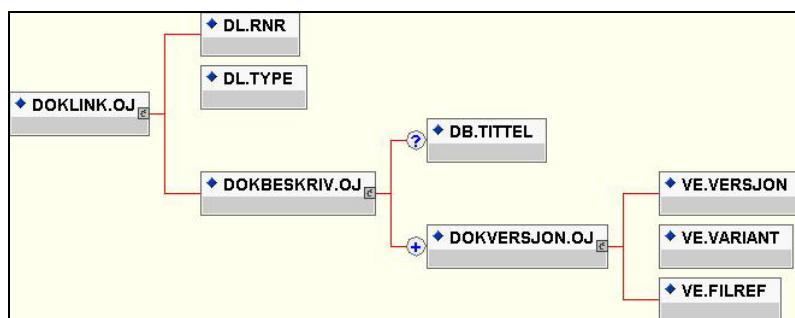 DL.RNR
DL.TYPE
DOKLINK.OJ
DB.TITTEL
DOKBESKRIV.OJ
VE.VERSJON
DOKVERSJON.OJ
VE.VARIANT
VE.FILREF